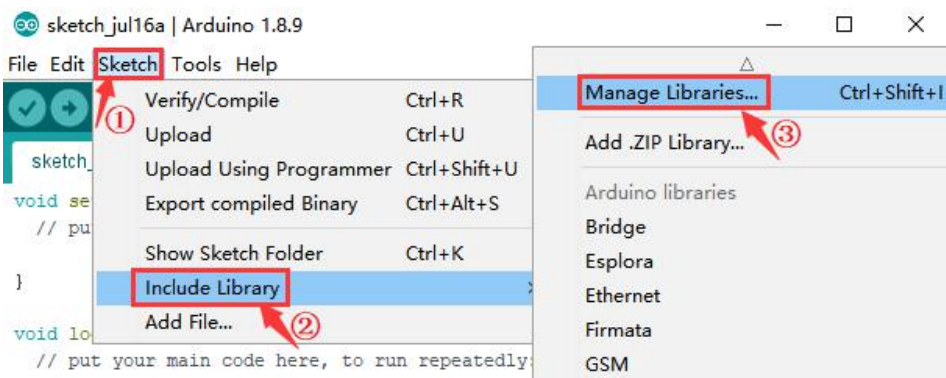 sketch_jul16a | Arduino 1.8.9
File Edit Sketch Tools Help
①
Verify/Compile Ctrl+R
Upload Ctrl+U
Upload Using Programmer Ctrl+Shift+U
Export compiled Binary Ctrl+Alt+S
Show Sketch Folder Ctrl+K
Include Library
②
Add File...
Manage Libraries... Ctrl+Shift+I
③
Add .ZIP Library...
Arduino libraries
Bridge
Esplora
Ethernet
Firmata
GSM
sketch_
void se
// pu
}
void lo
// put your main code here, to run repeatedly: